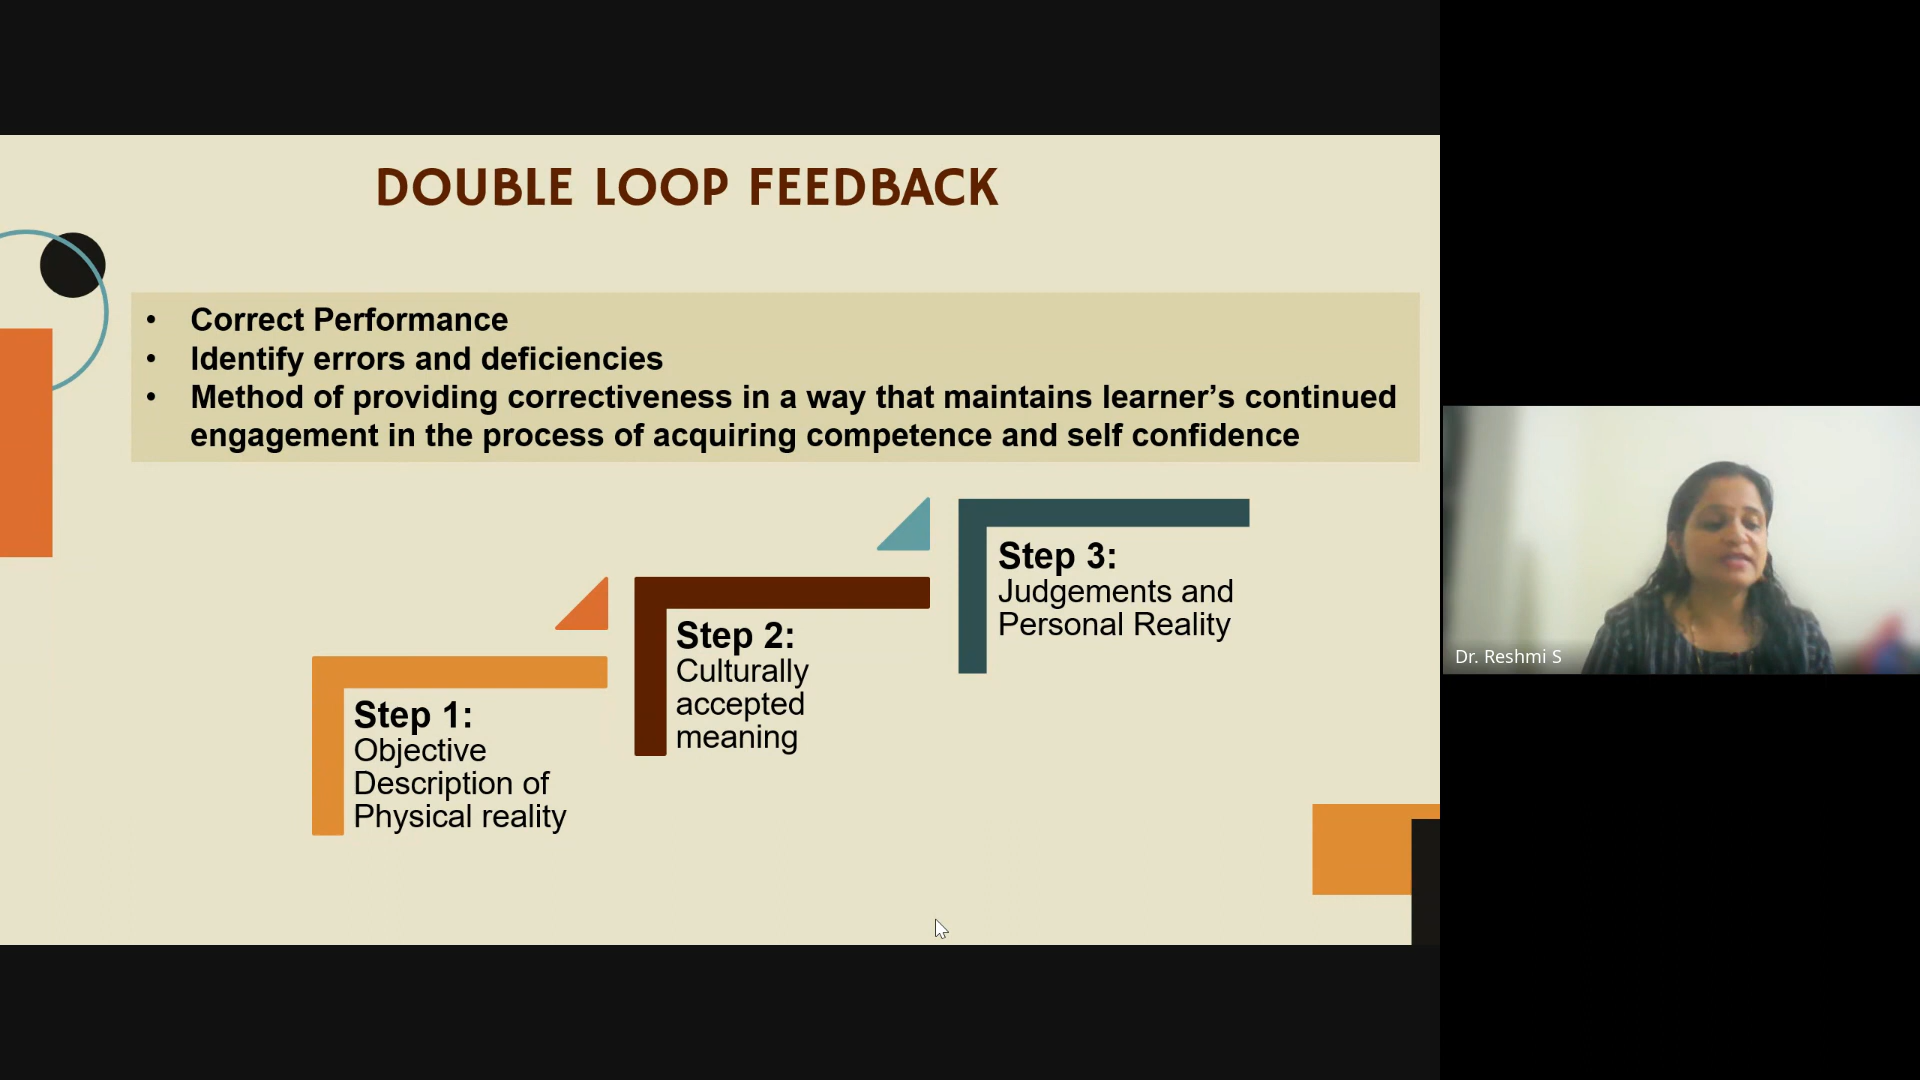 DOUBLE LOOP FEEDBACK
• Correct Performance
• Identify errors and deficiencies
• Method of providing correctiveness in a way that maintains learner’s continued
engagement in the process of acquiring competence and self confidence
Step 1:
Objective
Description of
Physical reality
Step 2:
Culturally
accepted
meaning
Step 3:
Judgements and
Personal Reality
Dr. Reshmi S